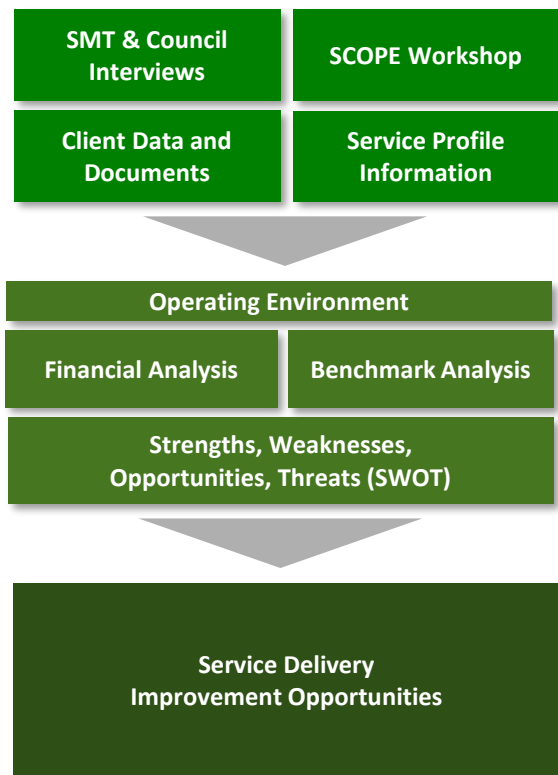 SMT & Council
Interviews
SCOPE Workshop
Client Data and
Documents
Service Profile
Information
Operating Environment
Financial Analysis
Benchmark Analysis
Strengths, Weaknesses,
Opportunities, Threats (SWOT)
Service Delivery
Improvement Opportunities